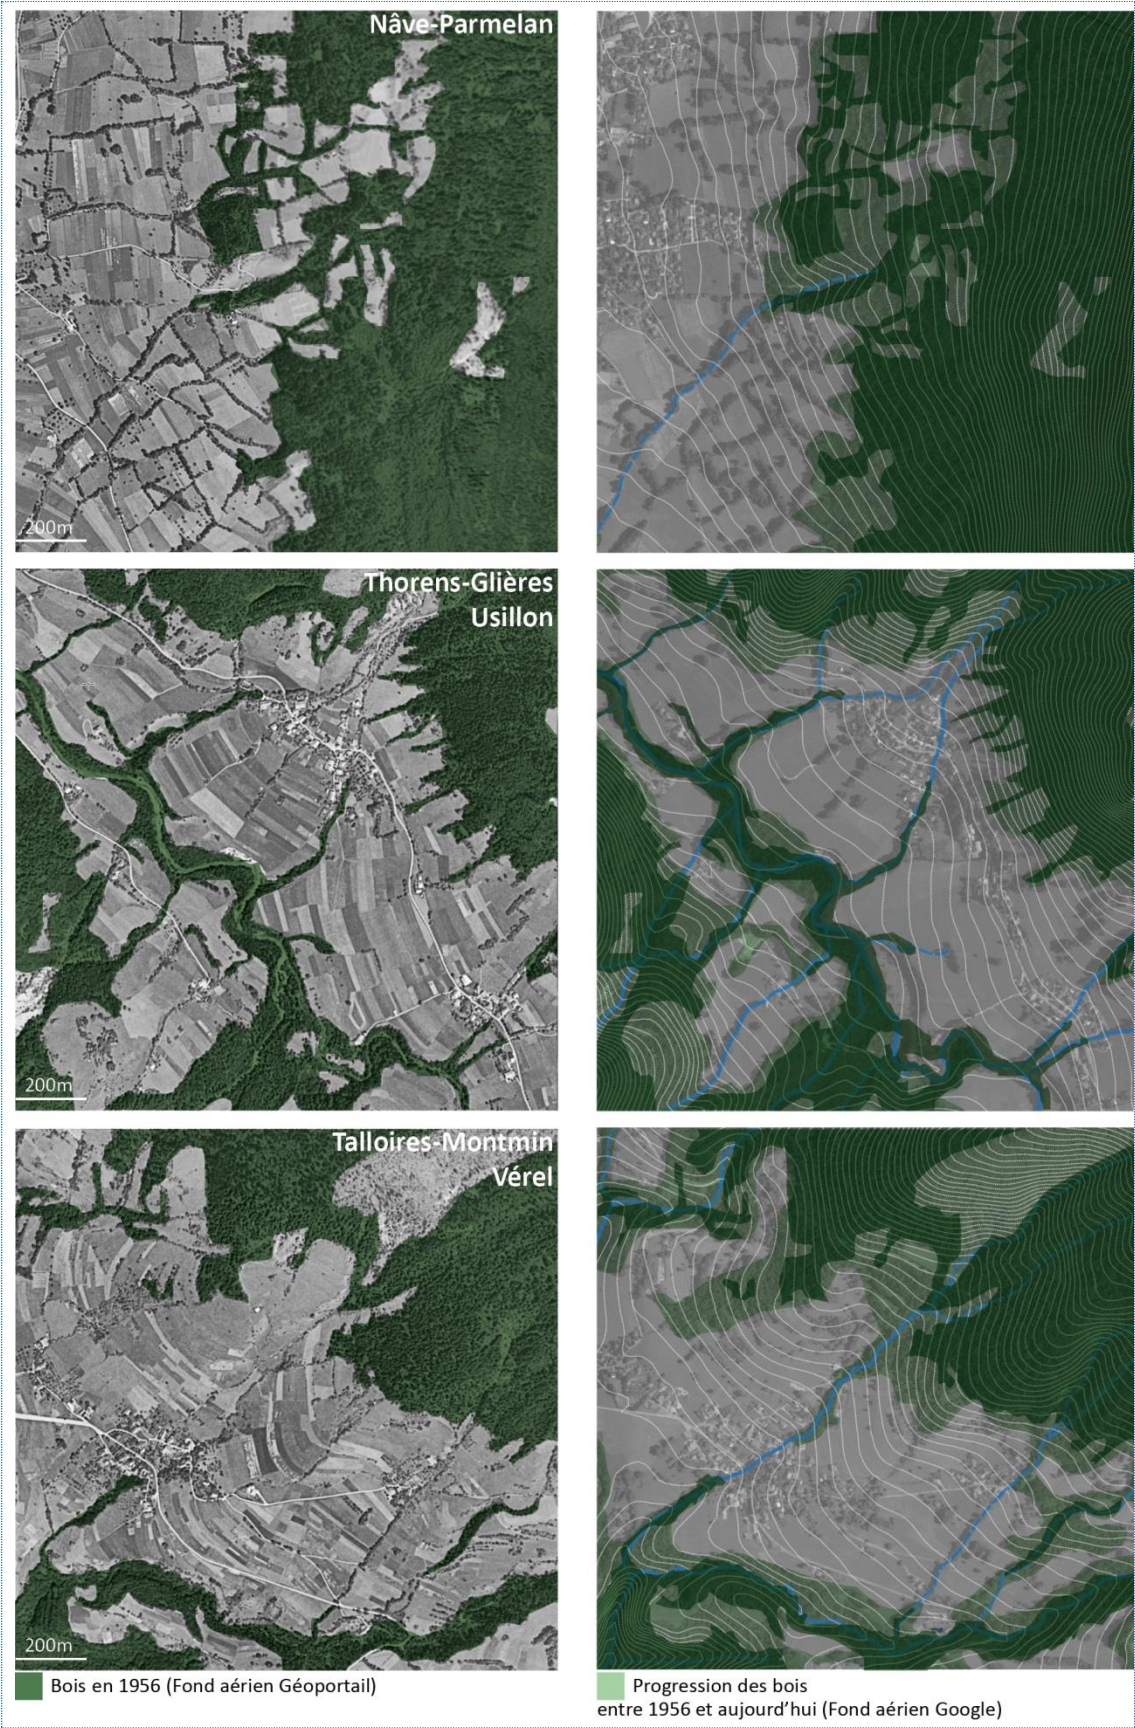 Nâve-Parmelan
200m
Thorens-Glières
Usillon
200m
Talloires-Montmin
Vérel
200m
Bois en 1956 (Fond aérien Géoportail)
Progression des bois
entre 1956 et aujourd’hui (Fond aérien Google)